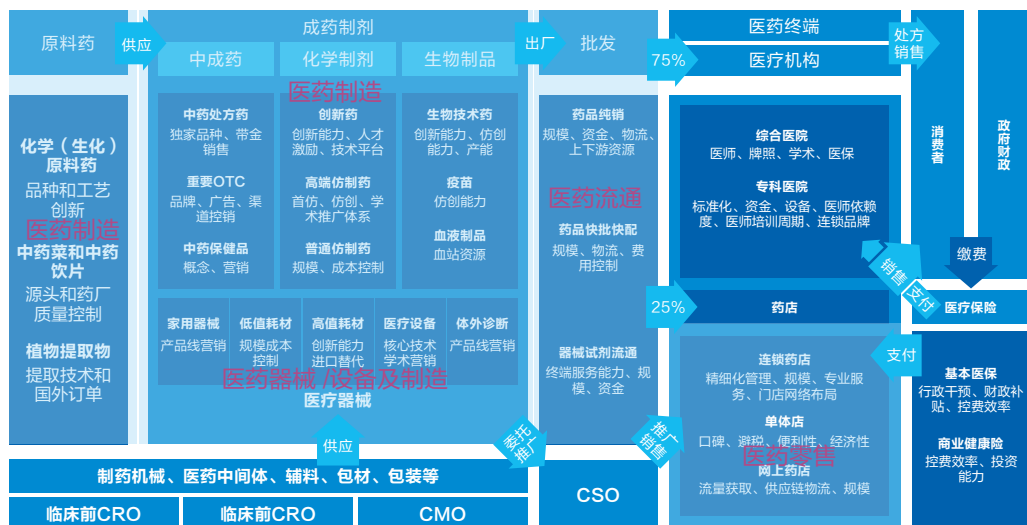 原料药
供应
成药制剂
中成药
化学制剂
生物制品
出厂
批发
75%
医药终端
医疗机构
处方
销售
消
费
者
政
府
财
政
化学（生化）
原料药
品种和工艺
创新
医药制造
中药菜和中药
饮片
源头和药厂
质量控制
植物提取物
提取技术和
国外订单
医药制造
中药处方药
独家品种、带金
销售
重要OTC
品牌、广告、渠
道控销
中药保健品
概念、营销
创新药
创新能力、人才
激励、技术平台
高端仿制药
首仿、仿创、学
术推广体系
普通仿制药
规模、成本控制
生物技术药
创新能力、仿创
能力、产能
疫苗
仿创能力
血液制品
血站资源
家用器械
产品线营销
低值耗材
规模成本
控制
高值耗材
创新能力
进口替代
医疗设备
核心技术
学术营销
体外诊断
产品线营销
医药器械 /设备及制造
医疗器械
供应
药品纯销
规模、资金、物流、
上下游资源
医药流通
药品快批快配
规模、物流、费
用控制
器械试剂流通
终端服务能力、规
模、资金
综合医院
医师、牌照、学术、医保
专科医院
标准化、资金、设备、医师依赖
度、医师培训周期、连锁品牌
销售
支付
缴费
25%
药店
医疗保险
连锁药店
精细化管理、规模、专业服
务、门店网络布局
单体店
口碑、避税、便利性、经济性
医药零售
网上药店
流量获取、供应链物流、规模
支付
基本医保
行政干预、财政补
贴、控费效率
商业健康险
控费效率、投资
能力
委托
推广
推广
销售
制药机械、医药中间体、辅料、包材、包装等
临床前CRO
临床前CRO
CMO
CSO